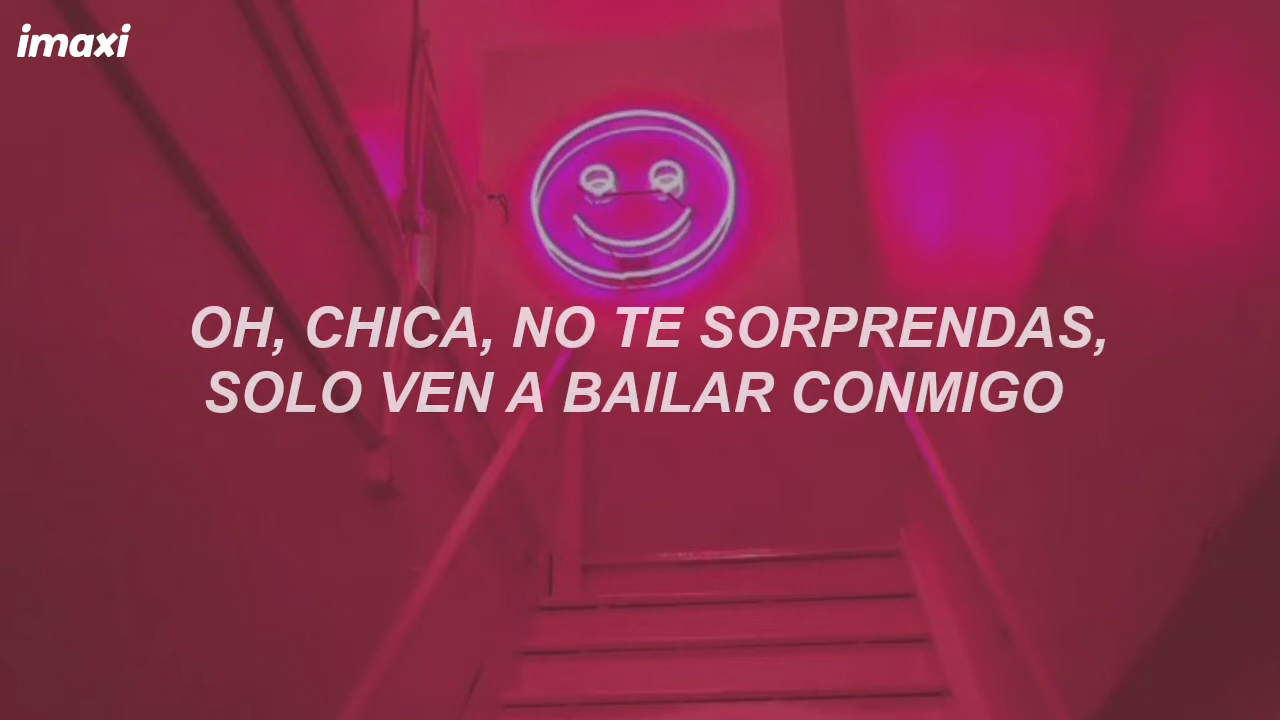 imaxi
OH, CHICA, NO TE SORPRENDAS,
SOLO VEN A BAILAR CONMIGO